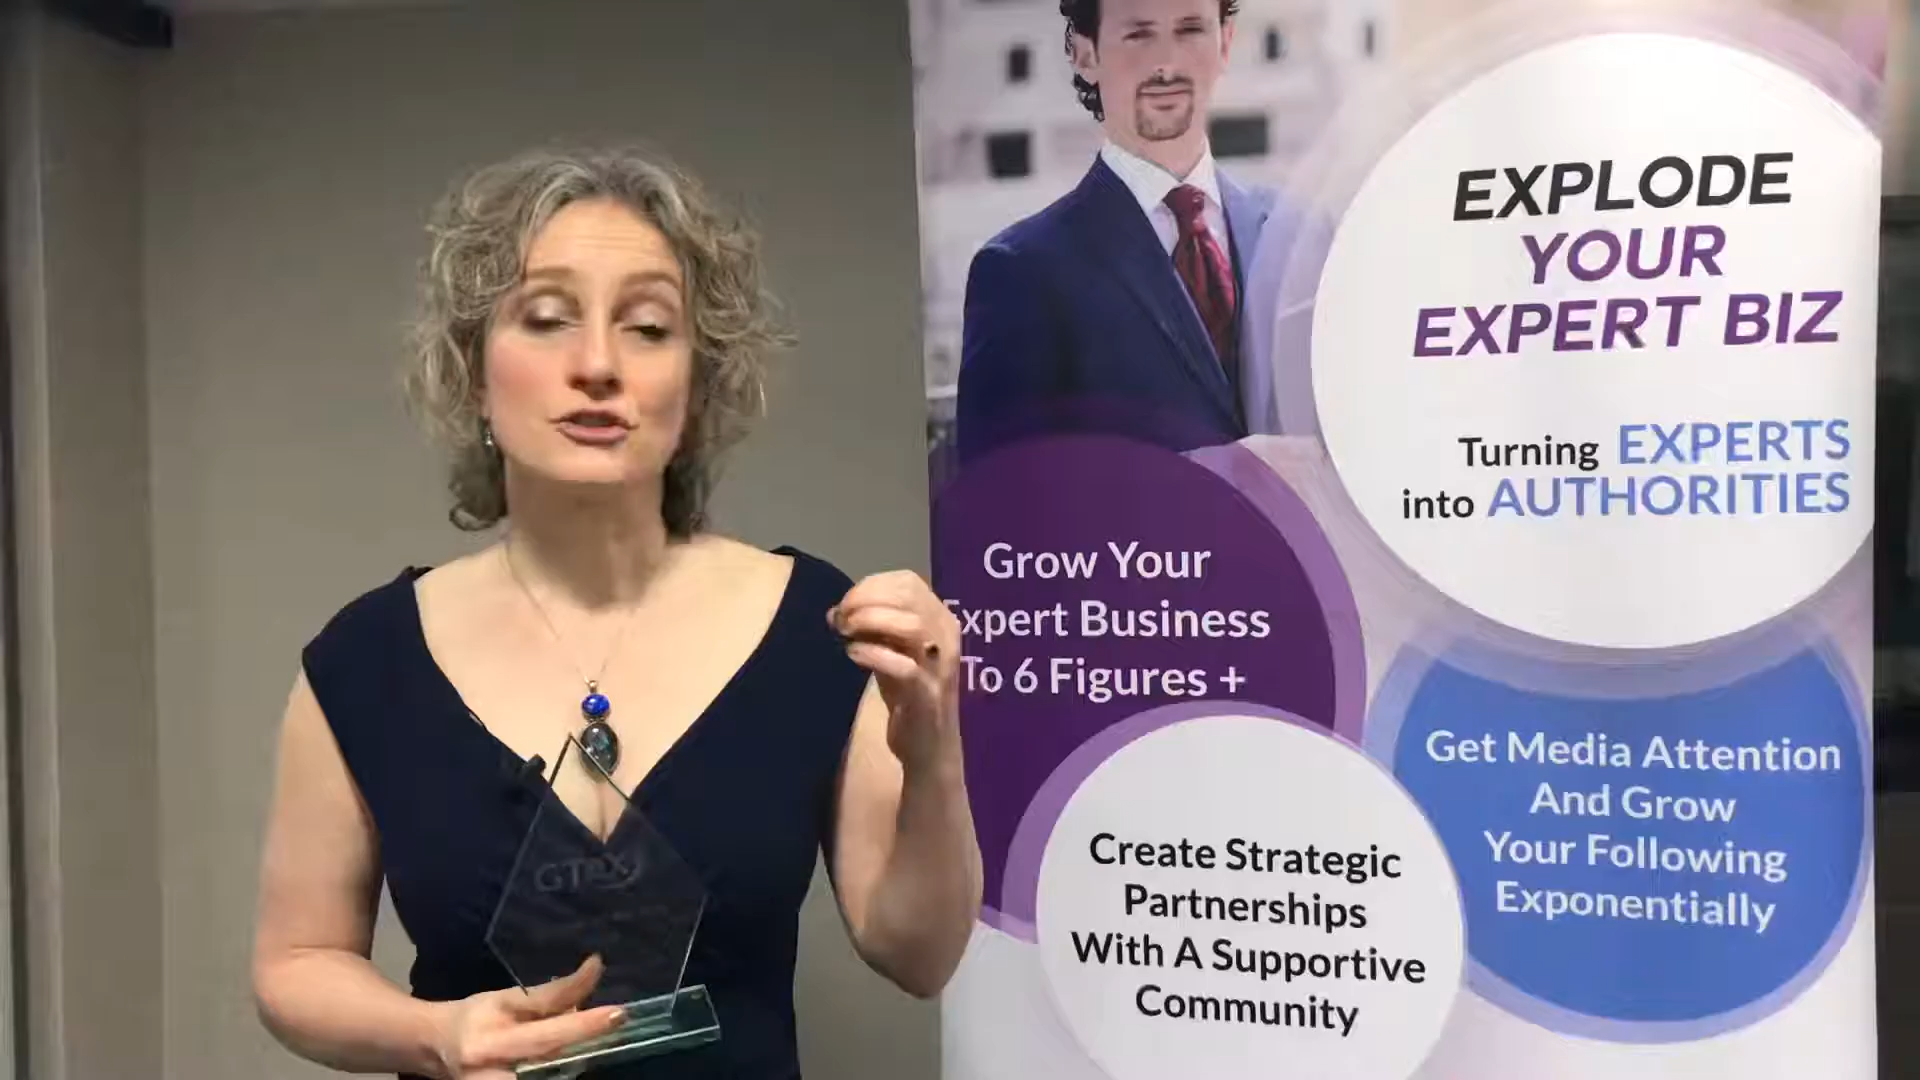 EXPLODE
YOUR
EXPERT BIZ
Turning EXPERTS
into AUTHORITIES
Grow Your
Expert Business
To 6 Figures +
Get Media Attention
And Grow
Your Following
Exponentially
Create Strategic
Partnerships
With A Supportive
Community
GTeX